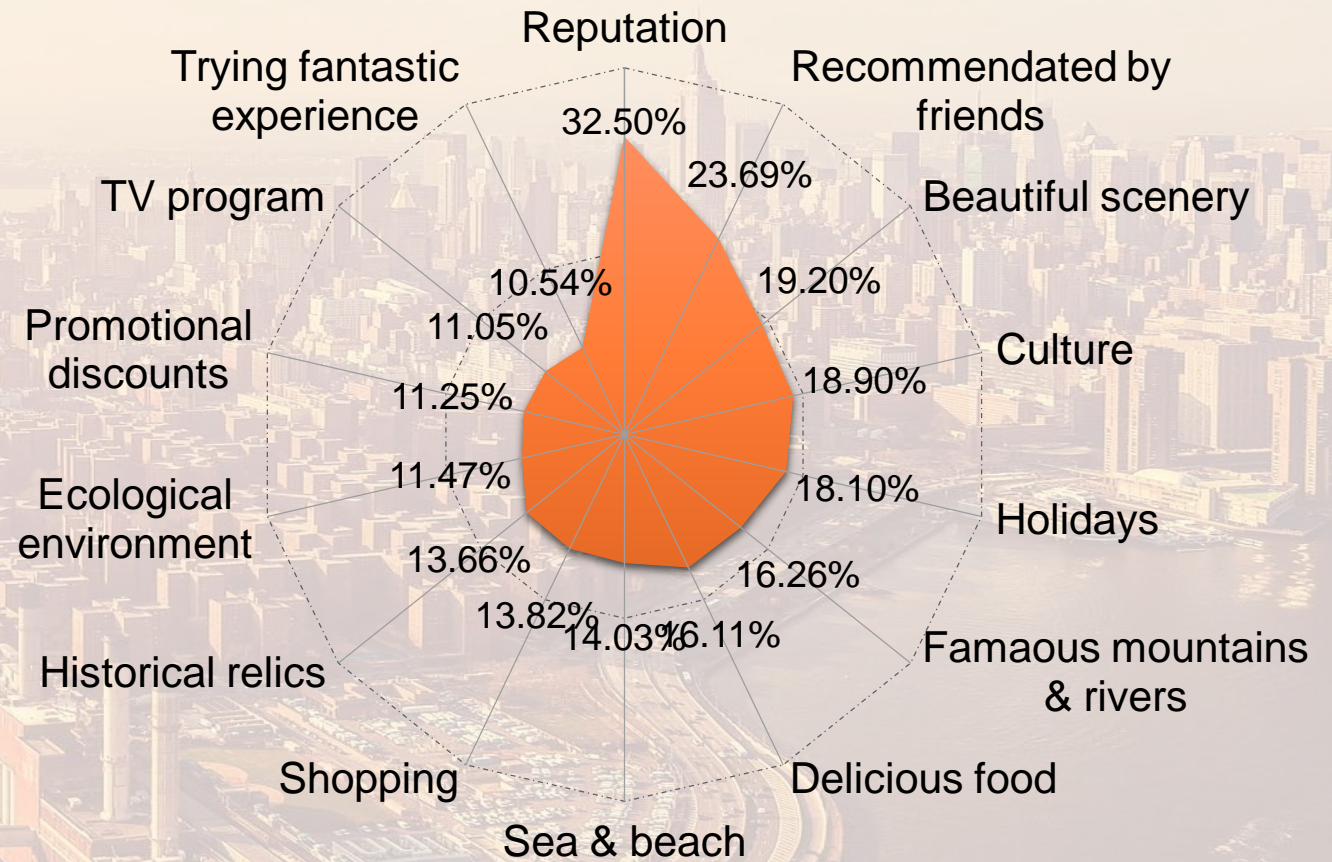 Reputation
32.50%
Recommendated by
friends
23.69%
Beautiful scenery
19.20%
Culture
18.90%
Holidays
18.10%
Famaous mountains
& rivers
16.26%
Delicious food
16.11%
Sea & beach
14.03%
Shopping
13.82%
Historical relics
13.66%
Ecological
environment
11.47%
Promotional
discounts
11.25%
TV program
11.05%
Trying fantastic
experience
10.54%